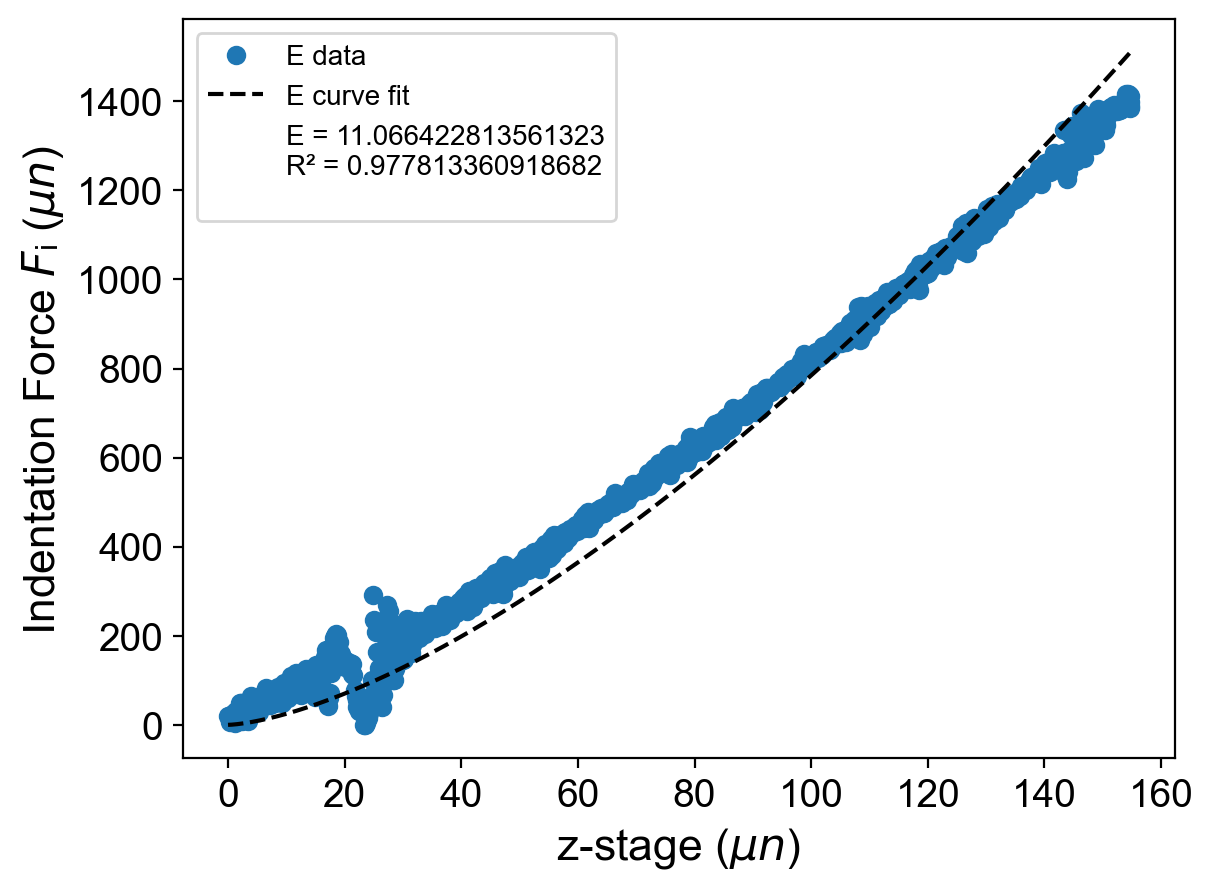 E data
E curve fit
E = 11.066422813561323
R² = 0.977813360918682
Indentation Force Fi (μn)
1400
1200
1000
800
600
400
200
0
0 20 40 60 80 100 120 140 160
z-stage (μn)